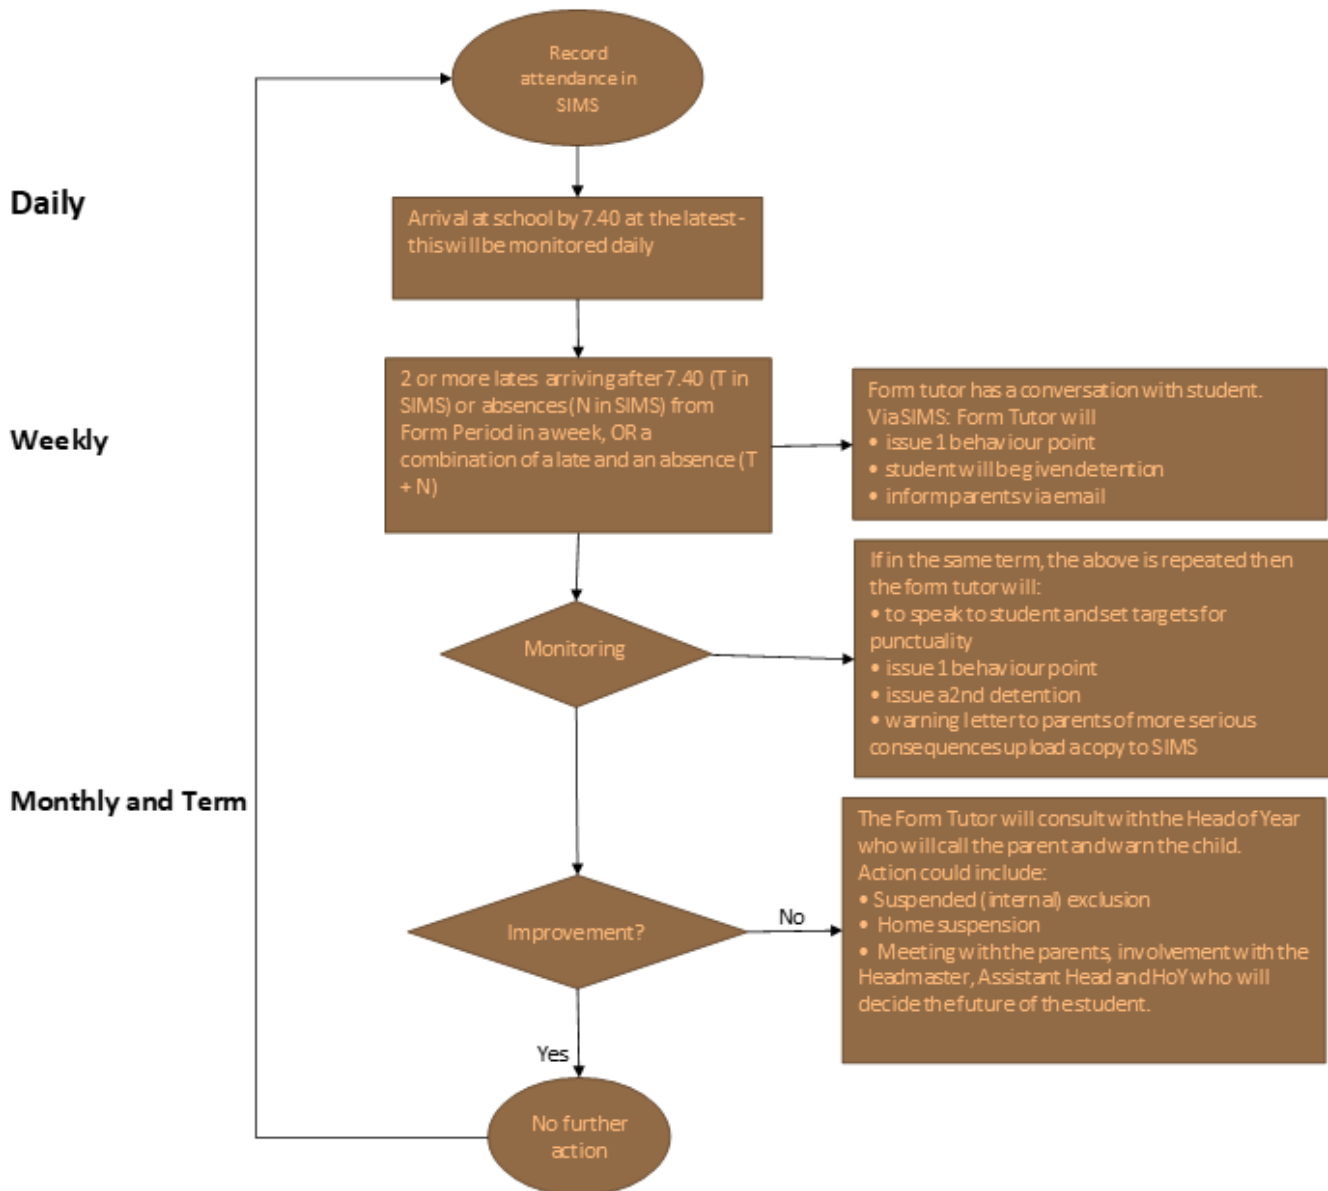 Record
attendance in
SIMS
Daily
Arrival at school by 7.40 at the latest-
this will be monitored daily
Weekly
2 or more lates arriving after 7.40 (T in
SIMS) or absences (N in SIMS) from
Form Period in a week, OR a
combination of a late and an absence (T
+ N)
Form tutor has a conversation with student.
Via SIMS: Form Tutor will
• issue 1 behaviour point
• student will be given detention
• inform parents via email
Monitoring
If in the same term, the above is repeated then
the form tutor will:
• to speak to student and set targets for
punctuality
• issue 1 behaviour point
• issue a 2nd detention
• warning letter to parents of more serious
consequences upload a copy to SIMS
Monthly and Term
Improvement?
No
The Form Tutor will consult with the Head of Year
who will call the parent and warn the child.
Action could include:
• Suspended (internal) exclusion
• Home suspension
• Meeting with the parents, involvement with the
Headmaster, Assistant Head and HoY who will
decide the future of the student.
Yes
No further
action